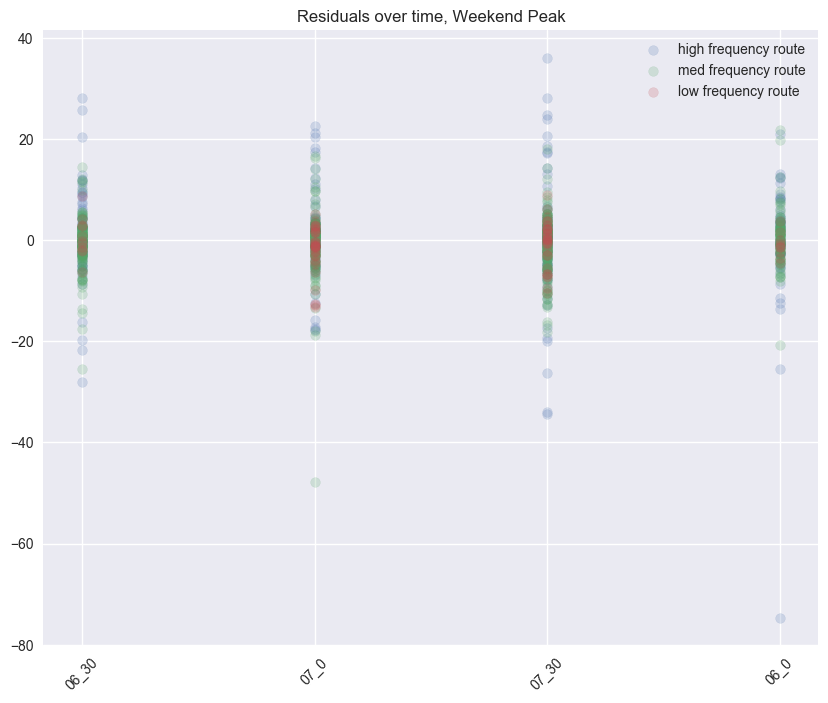 Residuals over time, Weekend Peak
high frequency route
med frequency route
low frequency route
40
20
0
−20
−40
−60
−80
06_30
07_0
07_30
06_0